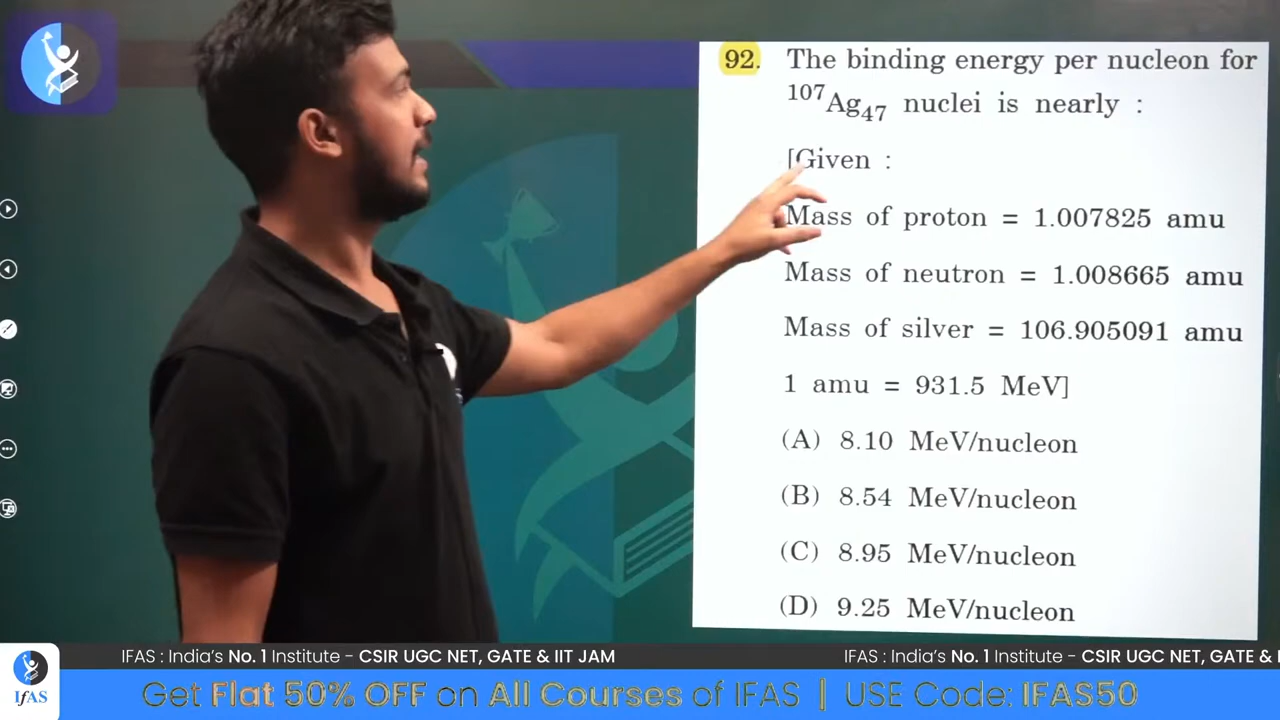 92. The binding energy per nucleon for
¹⁰⁷Ag₄₇ nuclei is nearly :
[Given :
Mass of proton = 1.007825 amu
Mass of neutron = 1.008665 amu
Mass of silver = 106.905091 amu
1 amu = 931.5 MeV]
(A) 8.10 MeV/nucleon
(B) 8.54 MeV/nucleon
(C) 8.95 MeV/nucleon
(D) 9.25 MeV/nucleon
IFAS : India's No. 1 Institute - CSIR UGC NET, GATE & IIT JAM
IFAS : India's No. 1 Institute - CSIR UGC NET, GATE &
IfAS
Get Flat 50% OFF on All Courses of IFAS | USE Code: IFAS50